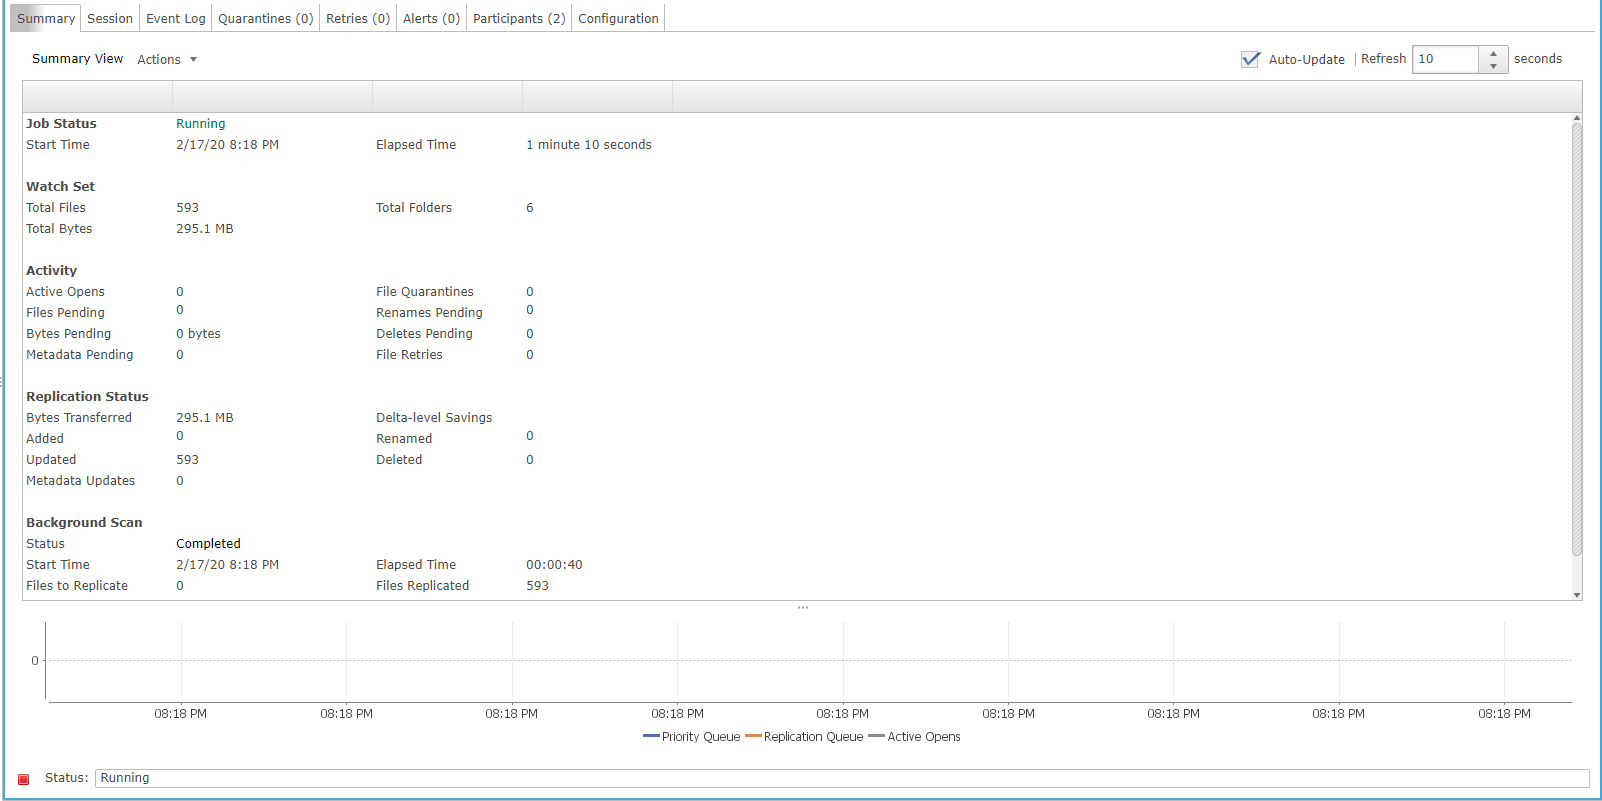 Summary Session Event Log Quarantines (0) Retries (0) Alerts (0) Participants (2) Configuration
Summary View Actions Auto-Update | Refresh 10 seconds
Job Status Running
Start Time 2/17/20 8:18 PM Elapsed Time 1 minute 10 seconds
Watch Set
Total Files 593 Total Folders 6
Total Bytes 295.1 MB
Activity
Active Opens 0 File Quarantines 0
Files Pending 0 Renames Pending 0
Bytes Pending 0 bytes Deletes Pending 0
Metadata Pending 0 File Retries 0
Replication Status
Bytes Transferred 295.1 MB Delta-level Savings
Added 0 Renamed 0
Updated 593 Deleted 0
Metadata Updates 0
Background Scan
Status Completed
Start Time 2/17/20 8:18 PM Elapsed Time 00:00:40
Files to Replicate 0 Files Replicated 593
0
08:18 PM 08:18 PM 08:18 PM 08:18 PM 08:18 PM 08:18 PM 08:18 PM 08:18 PM 08:18 PM
Priority Queue Replication Queue Active Opens
Status: Running